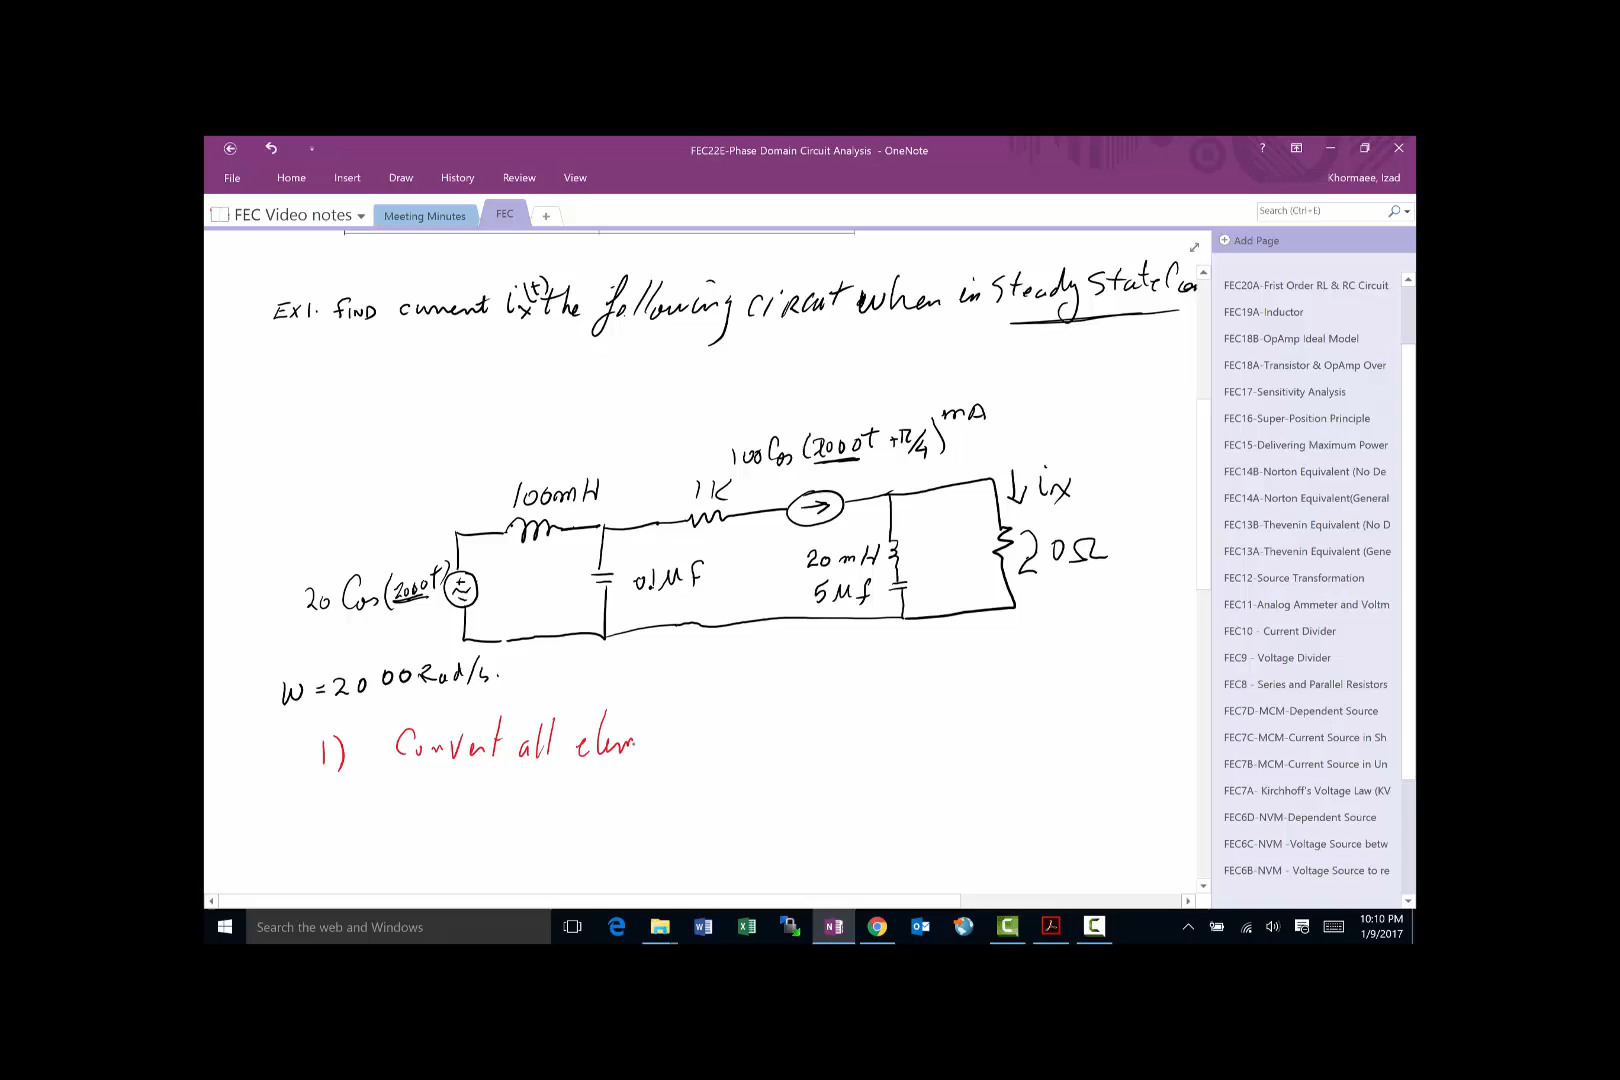 FEC22E-Phase Domain Circuit Analysis - OneNote
?
File Home Insert Draw History Review View
Khormaee, Izad
FEC Video notes Meeting Minutes FEC +
Search (Ctrl+E)
Add Page
EX1. FIND current ix(t) the following circuit when in steady state Con
100 Cos (2000t + π/4) mA
100mH
1K
↓ ix
20 Cos(2000t)
+
0.1 μf
20 mH
5 μf
20Ω
W = 2000 Rad/s.
1) Convert all elem
FEC20A-Frist Order RL & RC Circuit
FEC19A-Inductor
FEC18B-OpAmp Ideal Model
FEC18A-Transistor & OpAmp Over
FEC17-Sensitivity Analysis
FEC16-Super-Position Principle
FEC15-Delivering Maximum Power
FEC14B-Norton Equivalent (No De
FEC14A-Norton Equivalent(General
FEC13B-Thevenin Equivalent (No D
FEC13A-Thevenin Equivalent (Gene
FEC12-Source Transformation
FEC11-Analog Ammeter and Voltm
FEC10 - Current Divider
FEC9 - Voltage Divider
FEC8 - Series and Parallel Resistors
FEC7D-MCM-Dependent Source
FEC7C-MCM-Current Source in Sh
FEC7B-MCM-Current Source in Un
FEC7A- Kirchhoff's Voltage Law (KV
FEC6D-NVM-Dependent Source
FEC6C-NVM -Voltage Source betw
FEC6B-NVM - Voltage Source to re
Search the web and Windows
10:10 PM
1/9/2017